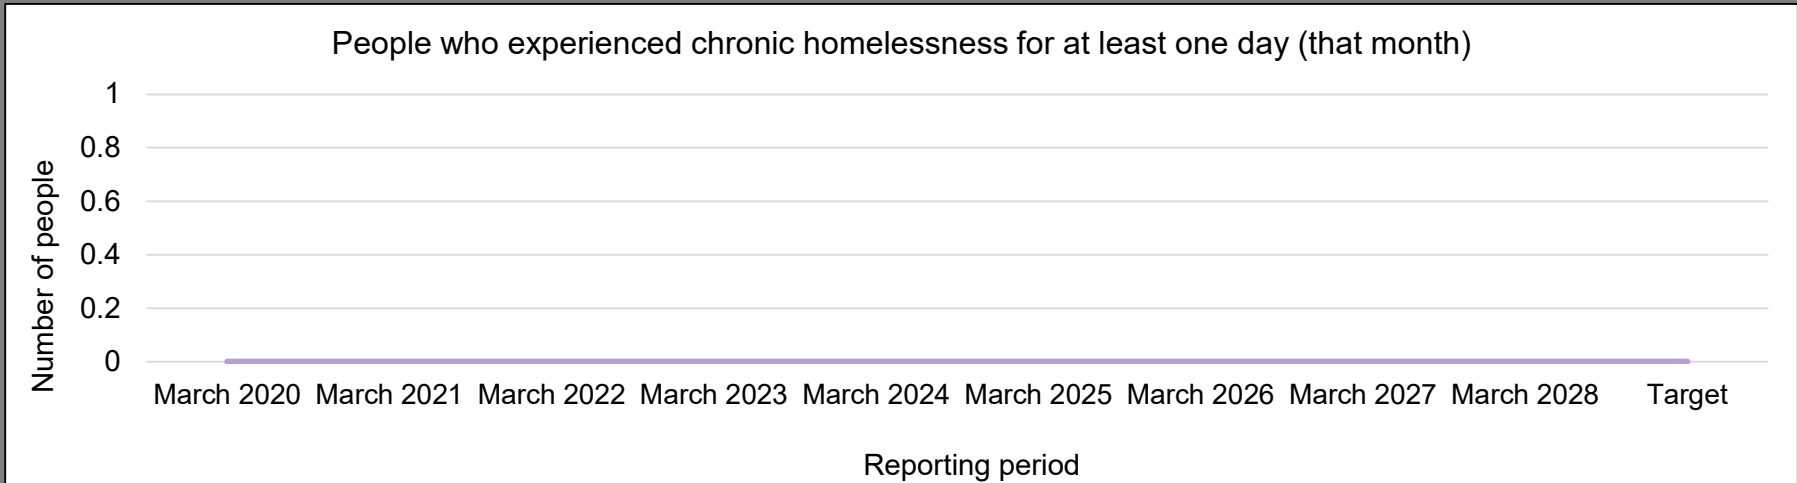 People who experienced chronic homelessness for at least one day (that month)
1
0.8
0.6
0.4
0.2
0
Number of people
March 2020 March 2021 March 2022 March 2023 March 2024 March 2025 March 2026 March 2027 March 2028 Target
Reporting period